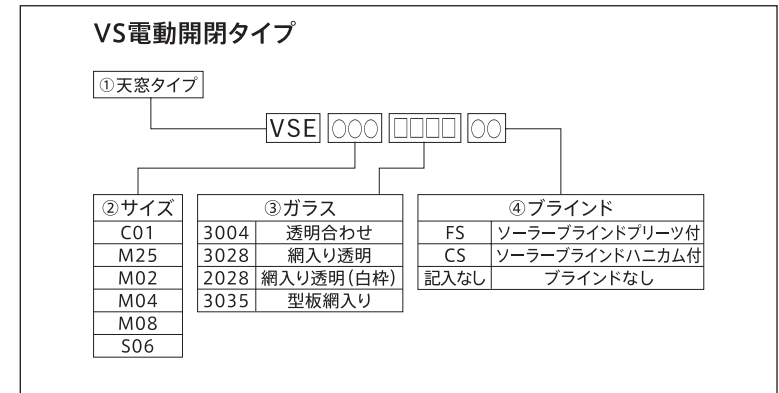 VS電動開閉タイプ
①天窓タイプ
VSE ○○○ □□□□ ○○
②サイズ
C01
M25
M02
M04
M08
S06
③ガラス
3004 透明合わせ
3028 網入り透明
2028 網入り透明(白枠)
3035 型板網入り
④ブラインド
FS ソーラーブラインドプリーツ付
CS ソーラーブラインドハニカム付
記入なし ブラインドなし